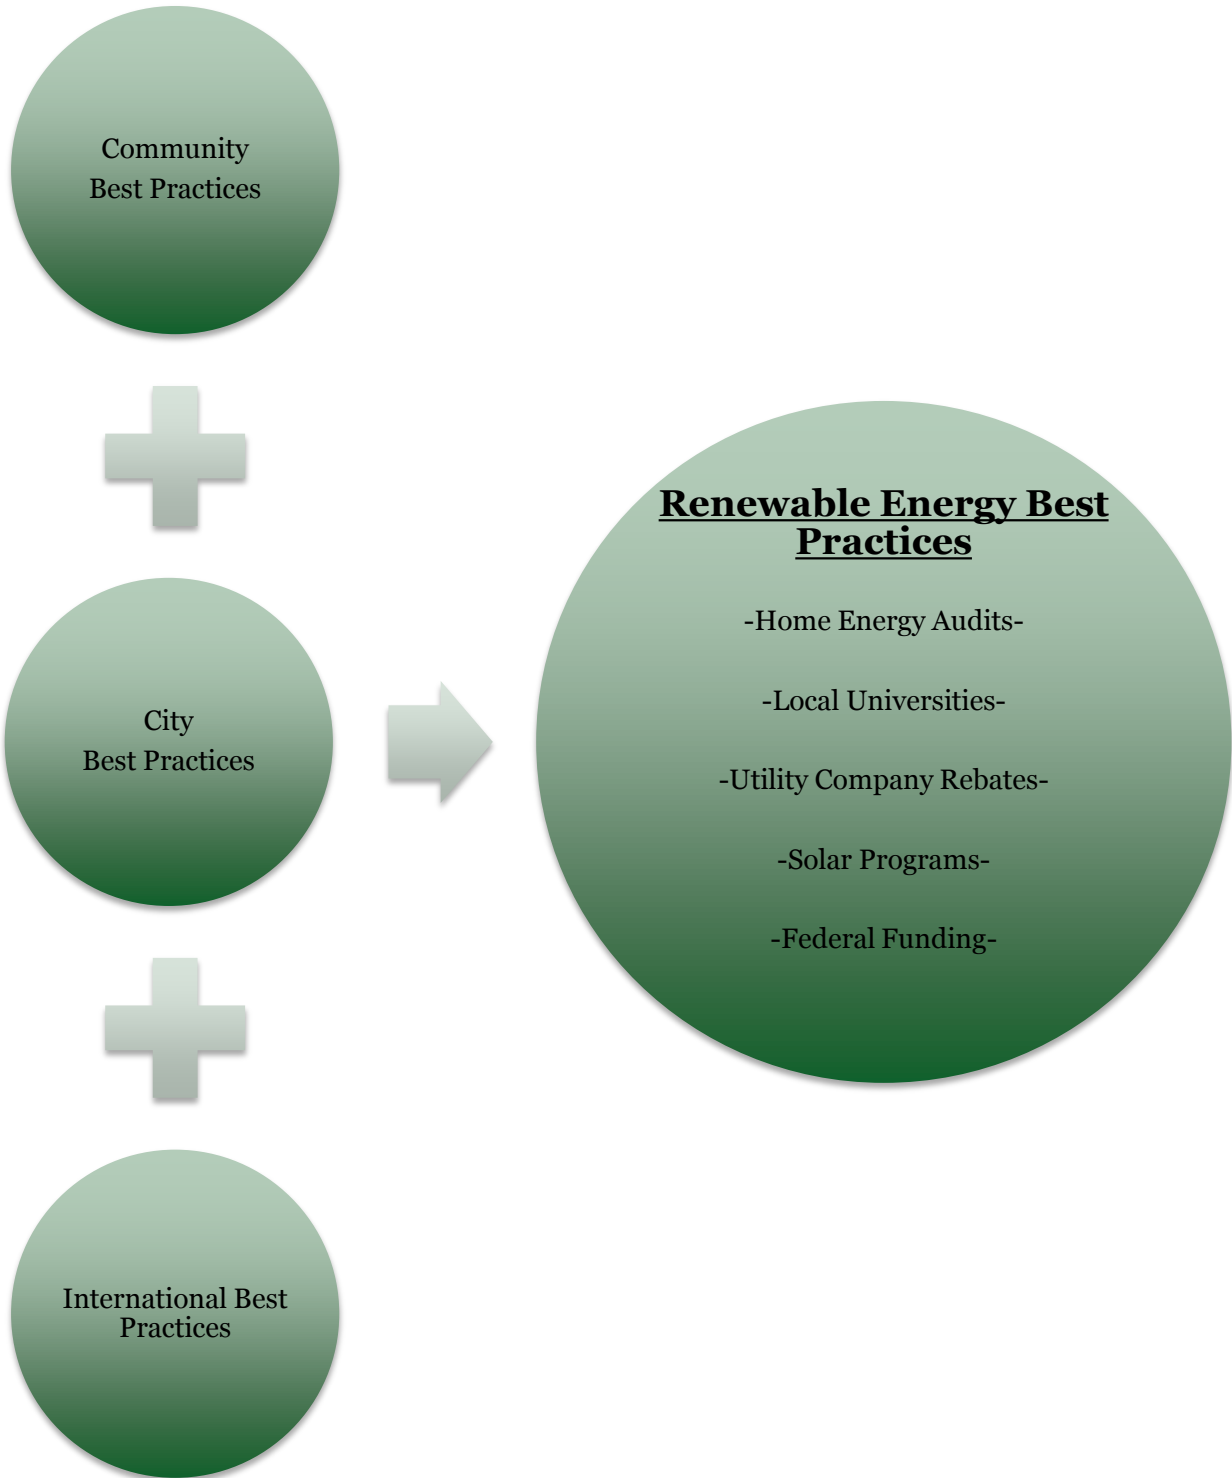 Community
Best Practices
Renewable Energy Best
Practices
-Home Energy Audits-
-Local Universities-
City
Best Practices
-Utility Company Rebates-
-Solar Programs-
-Federal Funding-
International Best
Practices